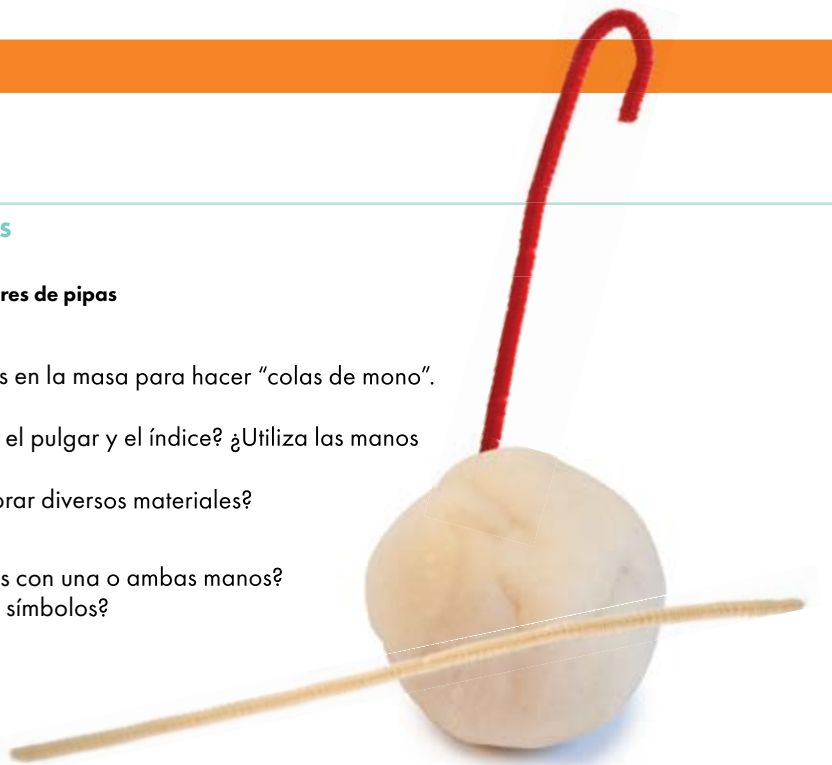 s
res de pipas
s en la masa para hacer “colas de mono”.
el pulgar y el índice? ¿Utiliza las manos
orar diversos materiales?
s con una o ambas manos?
símbolos?